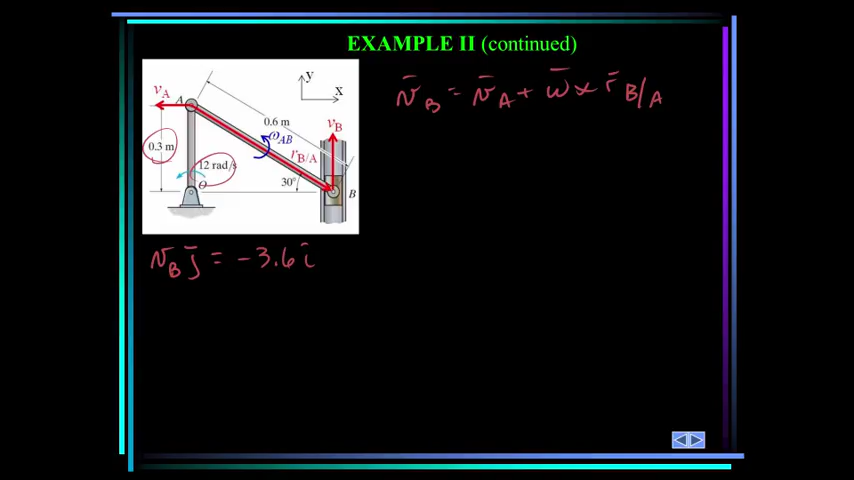 EXAMPLE II (continued)
v̄_B = v̄_A + ω̄ × r̄_B/A
y
x
v_A
A
0.6 m
v_B
ω_AB
0.3 m
r_B/A
12 rad/s
30°
O
B
v_B j̄ = -3.6 ī